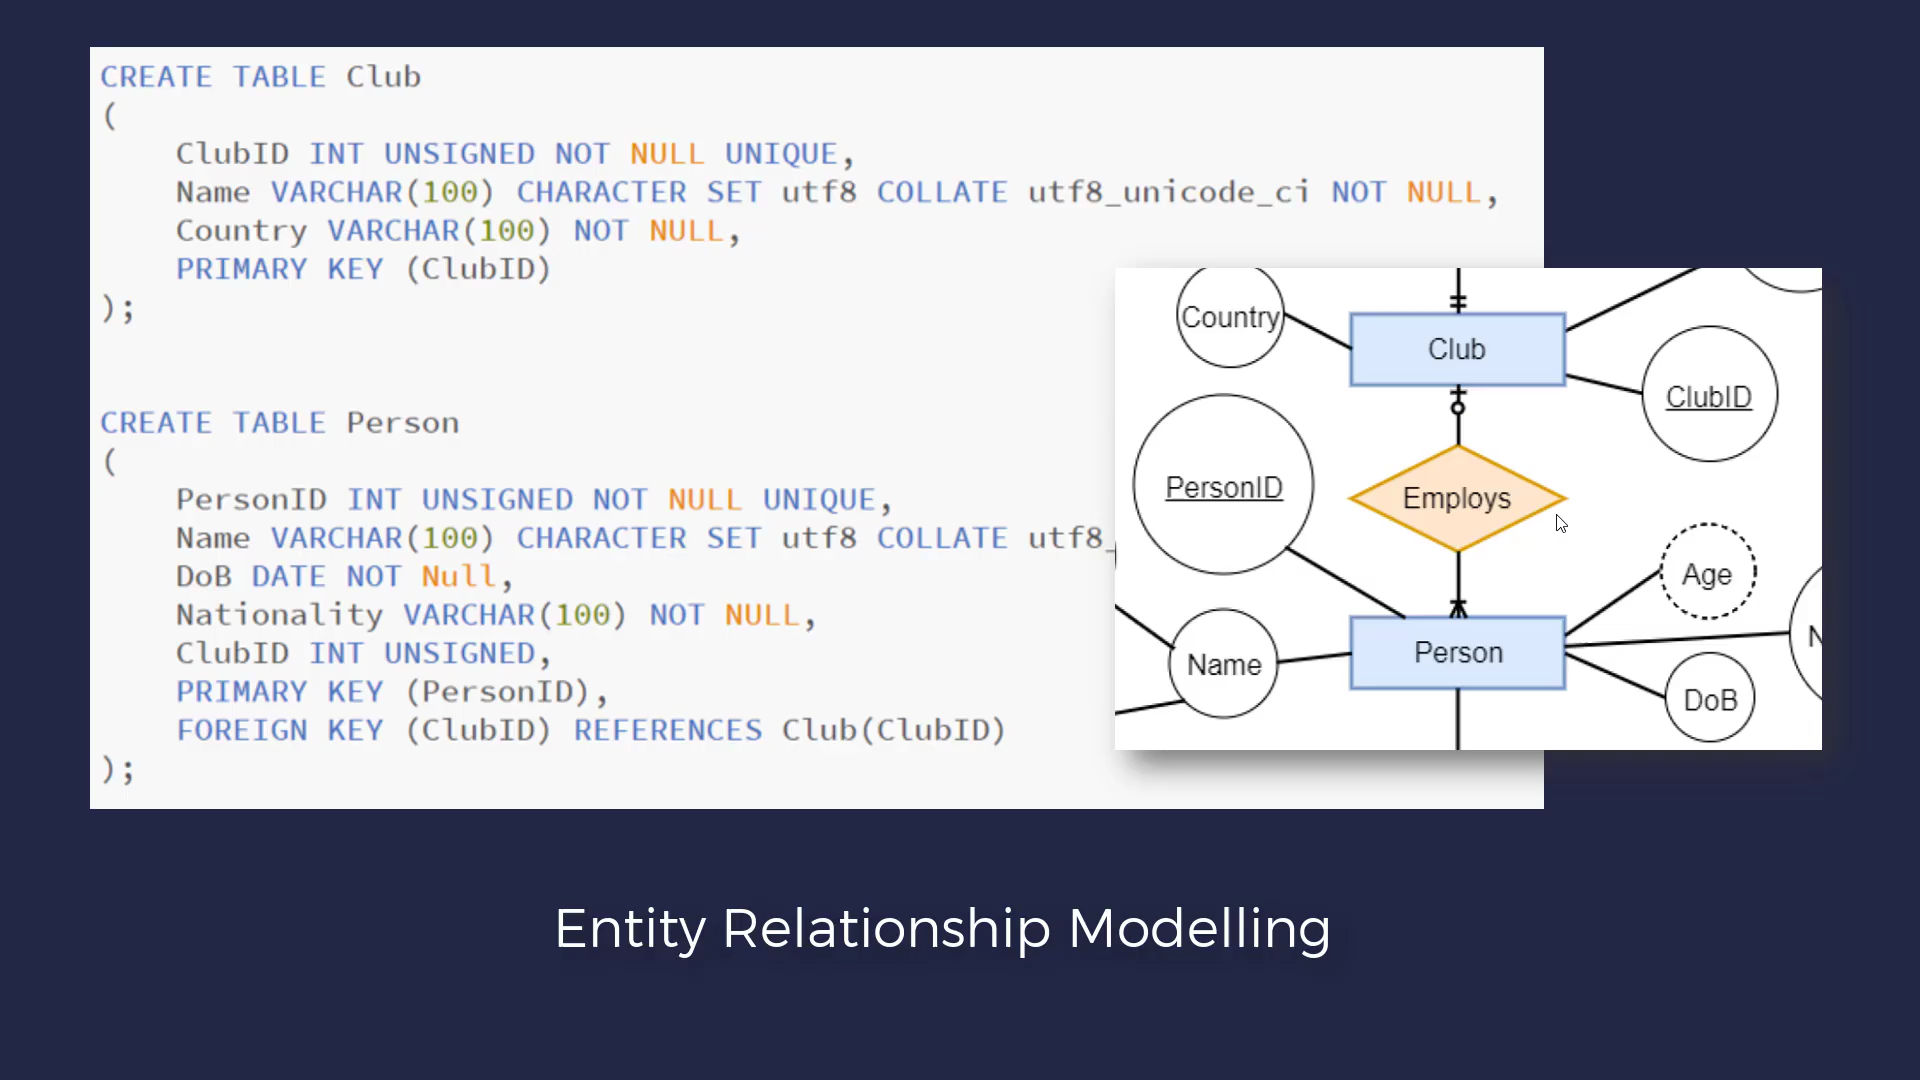 CREATE TABLE Club
(
ClubID INT UNSIGNED NOT NULL UNIQUE,
Name VARCHAR(100) CHARACTER SET utf8 COLLATE utf8_unicode_ci NOT NULL,
Country VARCHAR(100) NOT NULL,
PRIMARY KEY (ClubID)
);
CREATE TABLE Person
(
PersonID INT UNSIGNED NOT NULL UNIQUE,
Name VARCHAR(100) CHARACTER SET utf8 COLLATE utf8_
DoB DATE NOT Null,
Nationality VARCHAR(100) NOT NULL,
ClubID INT UNSIGNED,
PRIMARY KEY (PersonID),
FOREIGN KEY (ClubID) REFERENCES Club(ClubID)
);
Country
Club
ClubID
PersonID
Employs
Age
Name
Person
N
DoB
Entity Relationship Modelling